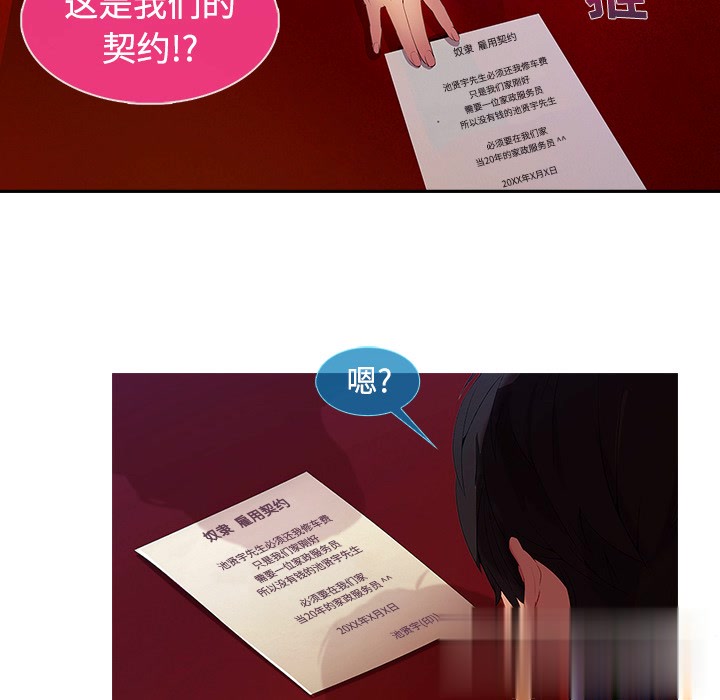 这是我们的
契约!?
奴隶 雇用契约
池贤宇先生必须还我修车费
只是我们家刚好
需要一位家政服务员
所以没有钱的池贤宇先生
必须要在我们家
当20年的家政服务员 ^^
20XX年X月X日
嗯?
奴隶 雇用契约
池贤宇先生必须还我修车费
只是我们家刚好
需要一位家政服务员
所以没有钱的池贤宇先生
必须要在我们家
当20年的家政服务员 ^^
20XX年X月X日
池贤宇(印)